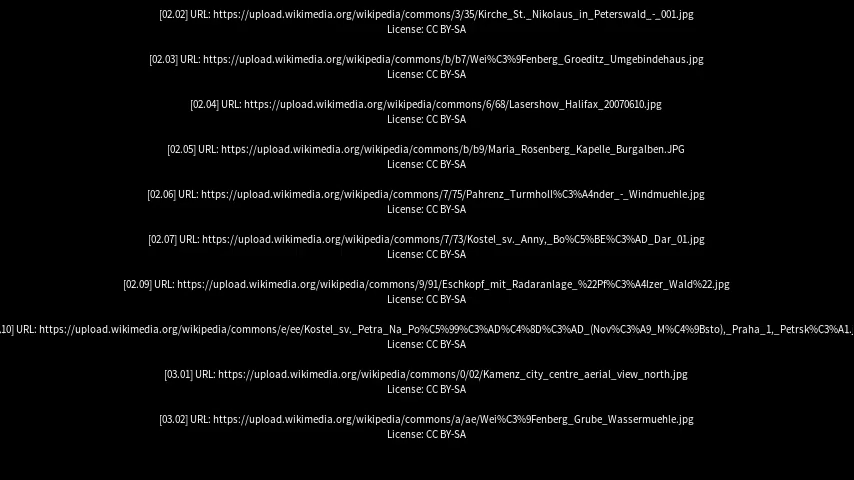 [02.02] URL: https://upload.wikimedia.org/wikipedia/commons/3/35/Kirche_St._Nikolaus_in_Peterswald_-_001.jpg
License: CC BY-SA
[02.03] URL: https://upload.wikimedia.org/wikipedia/commons/b/b7/Wei%C3%9Fenberg_Groeditz_Umgebindehaus.jpg
License: CC BY-SA
[02.04] URL: https://upload.wikimedia.org/wikipedia/commons/6/68/Lasershow_Halifax_20070610.jpg
License: CC BY-SA
[02.05] URL: https://upload.wikimedia.org/wikipedia/commons/b/b9/Maria_Rosenberg_Kapelle_Burgalben.JPG
License: CC BY-SA
[02.06] URL: https://upload.wikimedia.org/wikipedia/commons/7/75/Pahrenz_Turmholl%C3%A4nder_-_Windmuehle.jpg
License: CC BY-SA
[02.07] URL: https://upload.wikimedia.org/wikipedia/commons/7/73/Kostel_sv._Anny,_Bo%C5%BE%C3%AD_Dar_01.jpg
License: CC BY-SA
[02.09] URL: https://upload.wikimedia.org/wikipedia/commons/9/91/Eschkopf_mit_Radaranlage_%22Pf%C3%A4lzer_Wald%22.jpg
License: CC BY-SA
.10] URL: https://upload.wikimedia.org/wikipedia/commons/e/ee/Kostel_sv._Petra_Na_Po%C5%99%C3%AD%C4%8D%C3%AD_(Nov%C3%A9_M%C4%9Bsto),_Praha_1,_Petrsk%C3%A1.
License: CC BY-SA
[03.01] URL: https://upload.wikimedia.org/wikipedia/commons/0/02/Kamenz_city_centre_aerial_view_north.jpg
License: CC BY-SA
[03.02] URL: https://upload.wikimedia.org/wikipedia/commons/a/ae/Wei%C3%9Fenberg_Grube_Wassermuehle.jpg
License: CC BY-SA